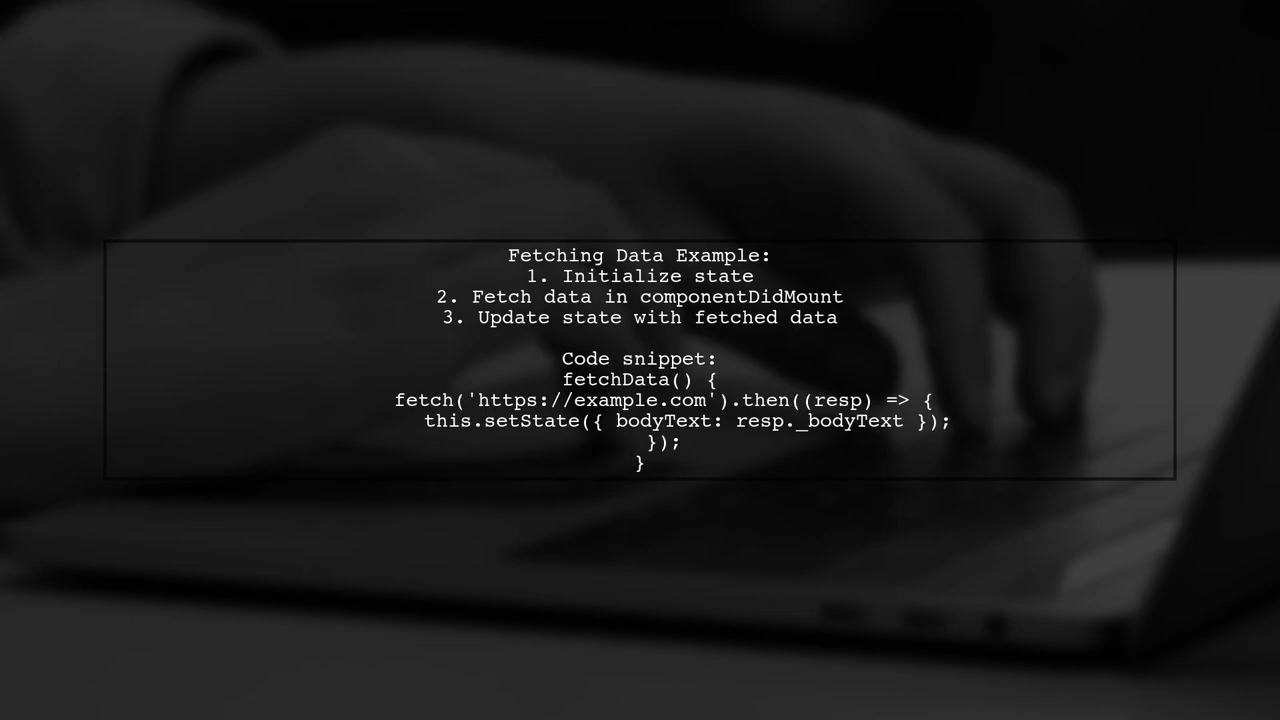 Fetching Data Example:
1. Initialize state
2. Fetch data in componentDidMount
3. Update state with fetched data
Code snippet:
fetchData() {
fetch('https://example.com').then((resp) => {
this.setState({ bodyText: resp._bodyText });
});
}